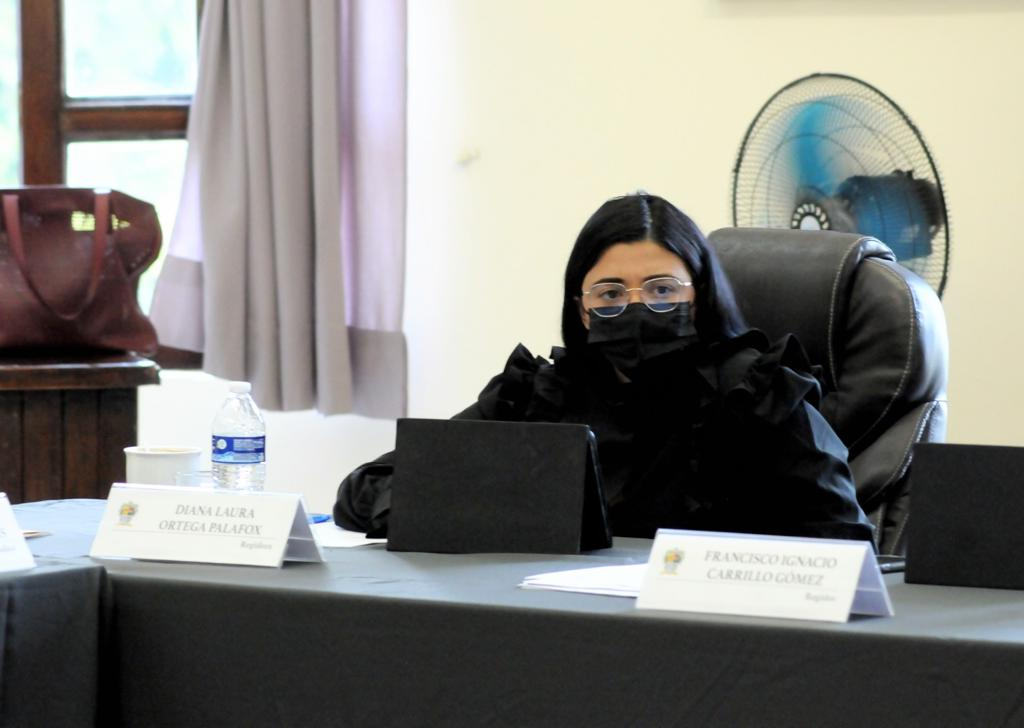 DIANA LAURA
ORTEGA PALAFOX
Regidora
FRANCISCO IGNACIO
CARRILLO GÓMEZ
Regidor